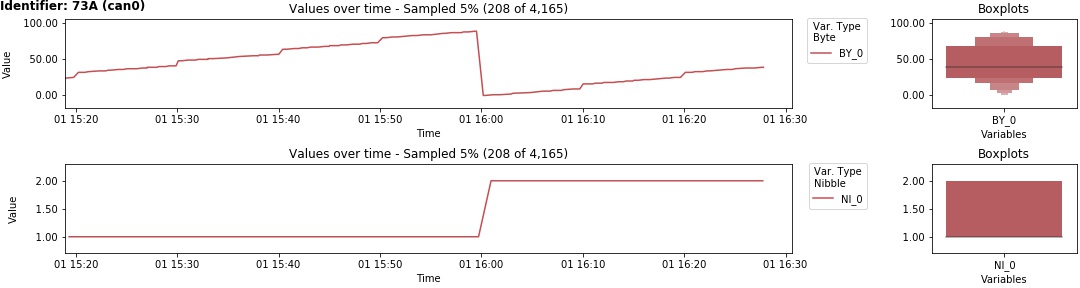 Identifier: 73A (can0)
Values over time - Sampled 5% (208 of 4,165)
Boxplots
100.00
50.00
0.00
Value
01 15:20 01 15:30 01 15:40 01 15:50 01 16:00 01 16:10 01 16:20 01 16:30
Time
Var. Type
Byte
BY_0
100.00
50.00
0.00
BY_0
Variables
Values over time - Sampled 5% (208 of 4,165)
Boxplots
2.00
1.50
1.00
Value
01 15:20 01 15:30 01 15:40 01 15:50 01 16:00 01 16:10 01 16:20 01 16:30
Time
Var. Type
Nibble
NI_0
2.00
1.50
1.00
NI_0
Variables